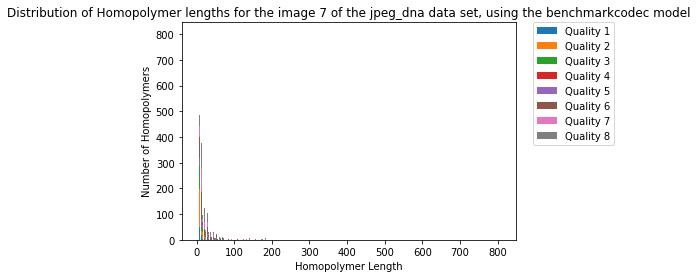 Distribution of Homopolymer lengths for the image 7 of the jpeg_dna data set, using the benchmarkcodec model
800
700
600
500
400
300
200
100
0
Number of Homopolymers
0 100 200 300 400 500 600 700 800
Homopolymer Length
Quality 1
Quality 2
Quality 3
Quality 4
Quality 5
Quality 6
Quality 7
Quality 8